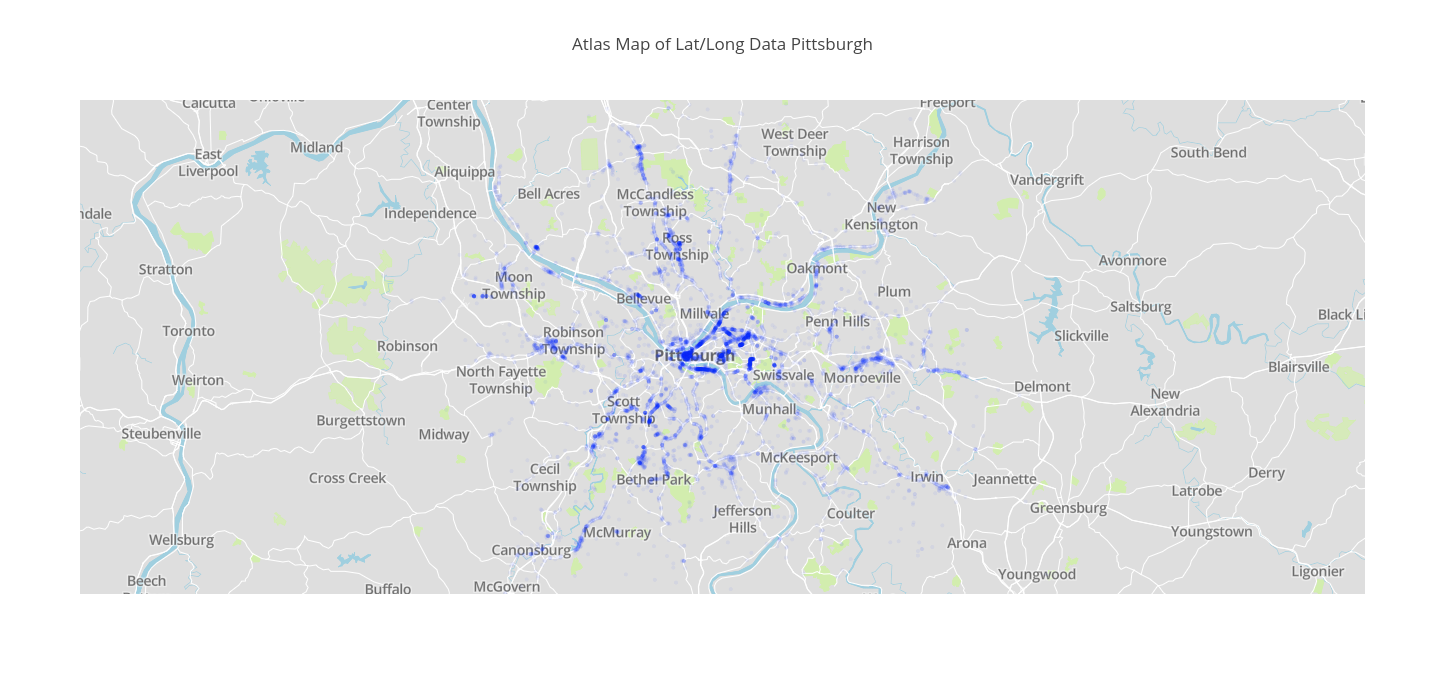 Atlas Map of Lat/Long Data Pittsburgh
Calcutta
Center
Township
Freeport
East
Liverpool
Midland
West Deer
Township
Harrison
Township
South Bend
Aliquippa
Bell Acres
McCandless
Township
Vandergrift
ndale
Independence
New
Kensington
Ross
Township
Stratton
Moon
Township
Oakmont
Avonmore
Bellevue
Plum
Saltsburg
Toronto
Millvale
Penn Hills
Black Li
Robinson
Robinson
Township
Slickville
Pittsburgh
Weirton
North Fayette
Township
Swissvale
Monroeville
Blairsville
Delmont
Burgettstown
Scott
Township
Munhall
New
Alexandria
Steubenville
Midway
McKeesport
Cross Creek
Cecil
Township
Bethel Park
Irwin
Jeannette
Derry
Latrobe
Wellsburg
McMurray
Jefferson
Hills
Coulter
Greensburg
Youngstown
Canonsburg
Arona
Beech
Buffalo
McGovern
Youngwood
Ligonier